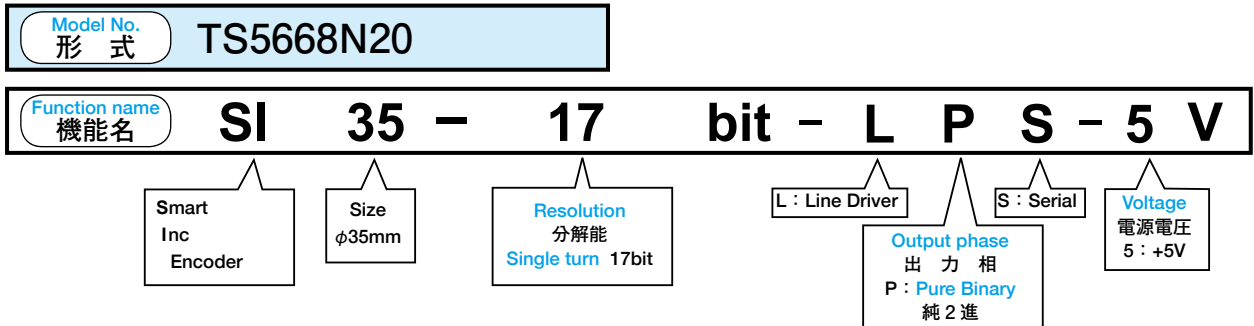 Model No.
形 式
TS5668N20
Function name
機能名
SI 35 − 17 bit − L P S − 5 V
Smart
Inc
Encoder
Size
φ35mm
Resolution
分解能
Single turn 17bit
L：Line Driver
Output phase
出 力 相
P：Pure Binary
純２進
S：Serial
Voltage
電源電圧
5：+5V